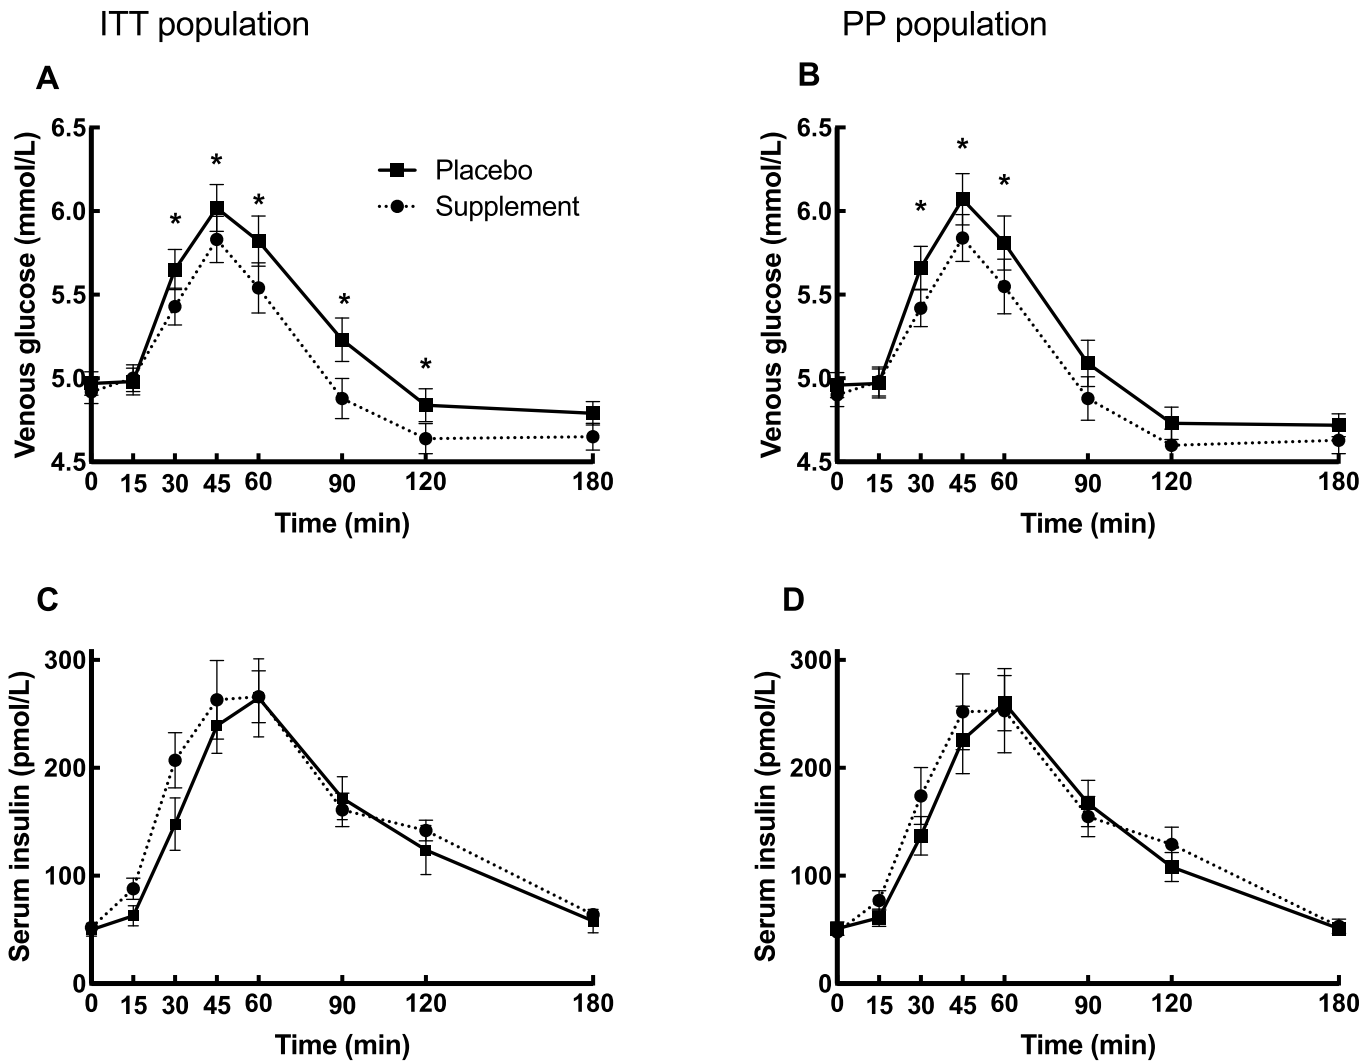 ITT population
PP population
A
B
Venous glucose (mmol/L)
6.5
6.0
5.5
5.0
4.5
* * * * *
Placebo
Supplement
0 15 30 45 60 90 120 180
Time (min)
Venous glucose (mmol/L)
6.5
6.0
5.5
5.0
4.5
* * *
0 15 30 45 60 90 120 180
Time (min)
C
D
Serum insulin (pmol/L)
300
200
100
0
0 15 30 45 60 90 120 180
Time (min)
Serum insulin (pmol/L)
300
200
100
0
0 15 30 45 60 90 120 180
Time (min)